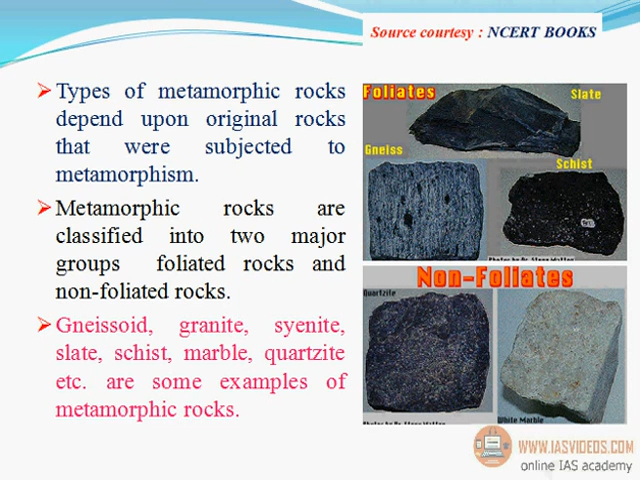 Source courtesy : NCERT BOOKS
Types of metamorphic rocks
depend upon original rocks
that were subjected to
metamorphism.
Metamorphic rocks are
classified into two major
groups foliated rocks and
non-foliated rocks.
Gneissoid, granite, syenite,
slate, schist, marble, quartzite
etc. are some examples of
metamorphic rocks.
Foliates
Slate
Gneiss
Schist
Non-Foliates
Quartzite
White Marble
WWW.IASVIDEOS.COM
online IAS academy